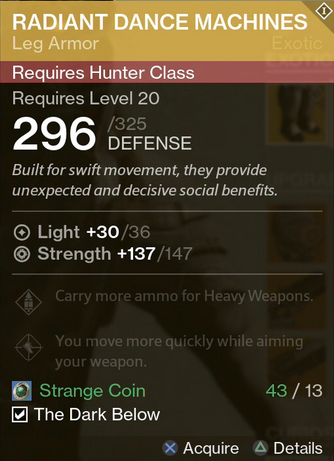 RADIANT DANCE MACHINES
Leg Armor
Exotic
Requires Hunter Class
Requires Level 20
296 /325
DEFENSE
Built for swift movement, they provide
unexpected and decisive social benefits.
Light +30/36
Strength +137/147
Carry more ammo for Heavy Weapons.
You move more quickly while aiming
your weapon.
Strange Coin 43 / 13
The Dark Below
Acquire Details